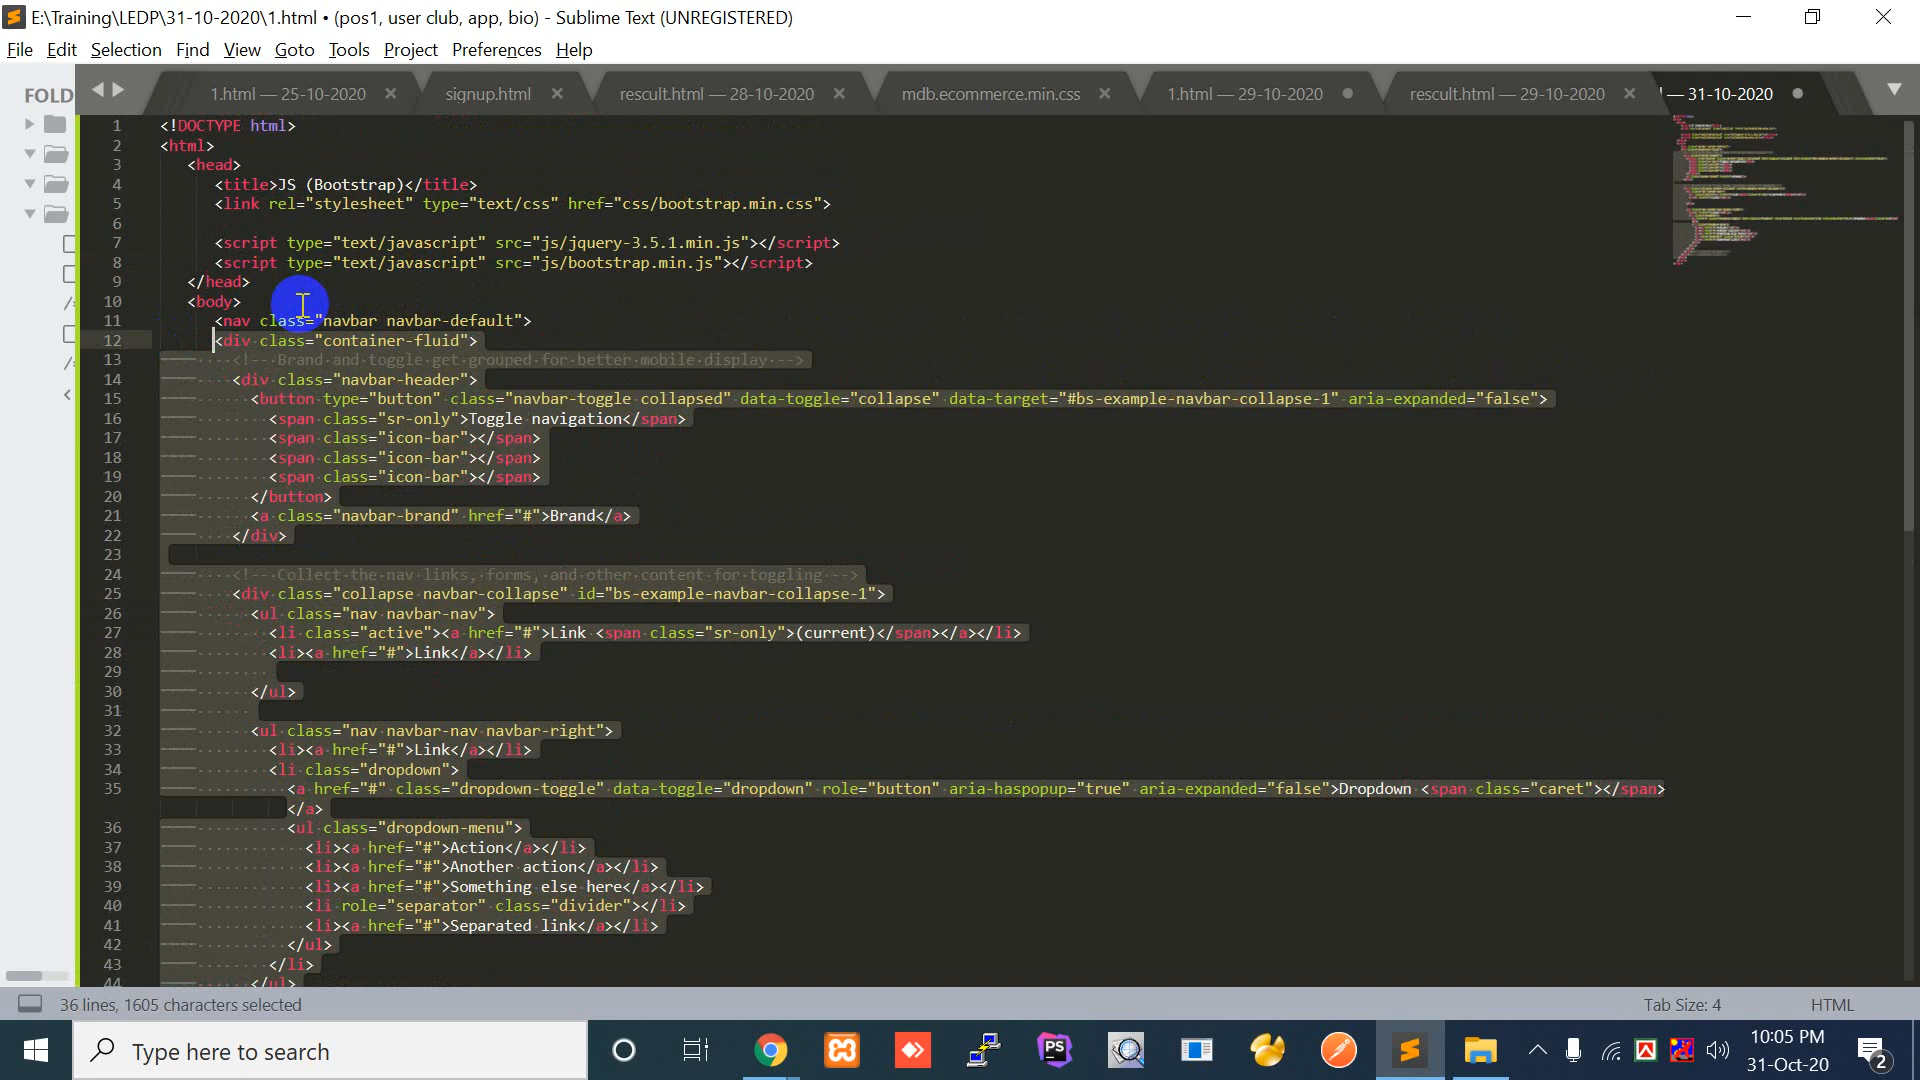 E:\Training\LEDP\31-10-2020\1.html • (pos1, user club, app, bio) - Sublime Text (UNREGISTERED)
File Edit Selection Find View Goto Tools Project Preferences Help
FOLD
1.html — 25-10-2020
signup.html
rescult.html — 28-10-2020
mdb.ecommerce.min.css
1.html — 29-10-2020
rescult.html — 29-10-2020
— 31-10-2020
1 <!DOCTYPE html>
2 <html>
3 <head>
4 <title>JS (Bootstrap)</title>
5 <link rel="stylesheet" type="text/css" href="css/bootstrap.min.css">
6
7 <script type="text/javascript" src="js/jquery-3.5.1.min.js"></script>
8 <script type="text/javascript" src="js/bootstrap.min.js"></script>
9 </head>
10 <body>
11 <nav class="navbar navbar-default">
12 <div class="container-fluid">
13 <!-- Brand and toggle get grouped for better mobile display -->
14 <div class="navbar-header">
15 <button type="button" class="navbar-toggle collapsed" data-toggle="collapse" data-target="#bs-example-navbar-collapse-1" aria-expanded="false">
16 <span class="sr-only">Toggle navigation</span>
17 <span class="icon-bar"></span>
18 <span class="icon-bar"></span>
19 <span class="icon-bar"></span>
20 </button>
21 <a class="navbar-brand" href="#">Brand</a>
22 </div>
23
24 <!-- Collect the nav links, forms, and other content for toggling -->
25 <div class="collapse navbar-collapse" id="bs-example-navbar-collapse-1">
26 <ul class="nav navbar-nav">
27 <li class="active"><a href="#">Link <span class="sr-only">(current)</span></a></li>
28 <li><a href="#">Link</a></li>
29
30 </ul>
31
32 <ul class="nav navbar-nav navbar-right">
33 <li><a href="#">Link</a></li>
34 <li class="dropdown">
35 <a href="#" class="dropdown-toggle" data-toggle="dropdown" role="button" aria-haspopup="true" aria-expanded="false">Dropdown <span class="caret"></span>
</a>
36 <ul class="dropdown-menu">
37 <li><a href="#">Action</a></li>
38 <li><a href="#">Another action</a></li>
39 <li><a href="#">Something else here</a></li>
40 <li role="separator" class="divider"></li>
41 <li><a href="#">Separated link</a></li>
42 </ul>
43 </li>
44 </ul>
36 lines, 1605 characters selected
Tab Size: 4
HTML
Type here to search
10:05 PM
31-Oct-20
2